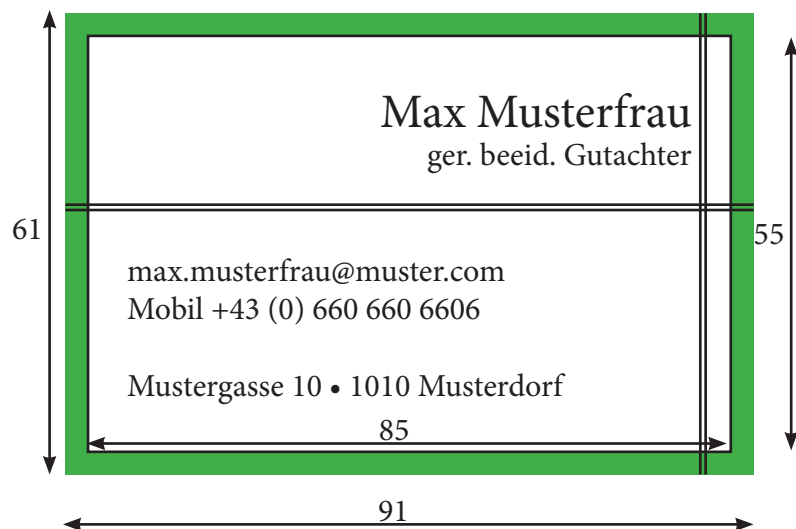 Max Musterfrau
ger. beeid. Gutachter
61
55
max.musterfrau@muster.com
Mobil +43 (0) 660 660 6606
Mustergasse 10 • 1010 Musterdorf
85
91